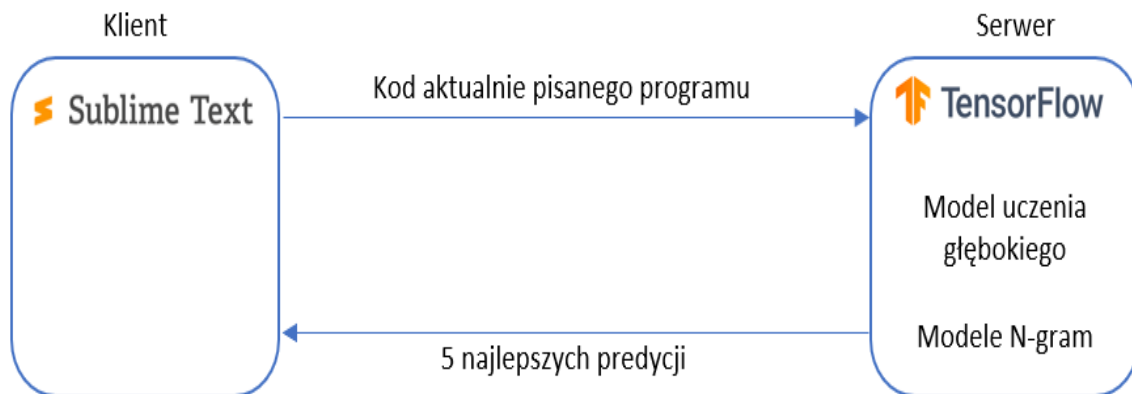 Klient
Serwer
Sublime Text
Kod aktualnie pisanego programu
TensorFlow
Model uczenia
głębokiego
Modele N-gram
5 najlepszych predycji